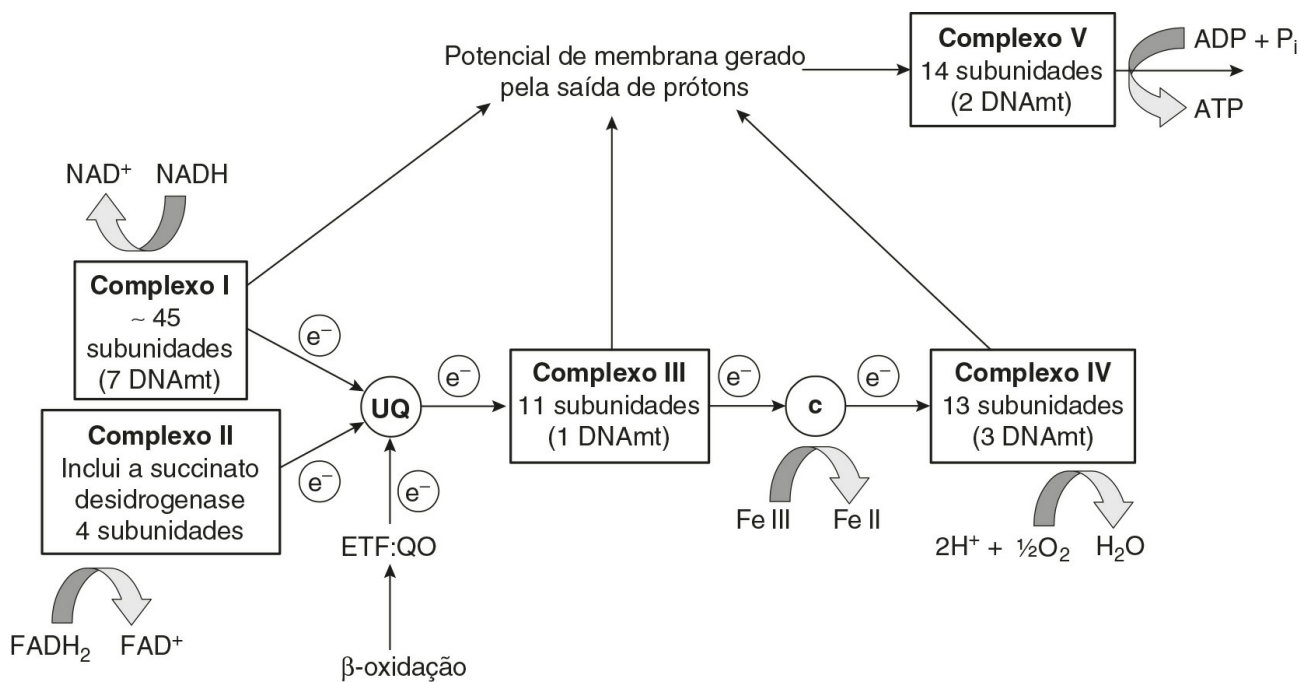 Potencial de membrana gerado
pela saída de prótons
Complexo V
14 subunidades
(2 DNAmt)
ADP + Pi
ATP
NAD⁺ NADH
Complexo I
~ 45
subunidades
(7 DNAmt)
e⁻
Complexo II
Inclui a succinato
desidrogenase
4 subunidades
e⁻
FADH₂ FAD⁺
UQ
e⁻
ETF:QO
β-oxidação
e⁻
Complexo III
11 subunidades
(1 DNAmt)
e⁻
c
Fe III Fe II
e⁻
Complexo IV
13 subunidades
(3 DNAmt)
2H⁺ + ½O₂ H₂O